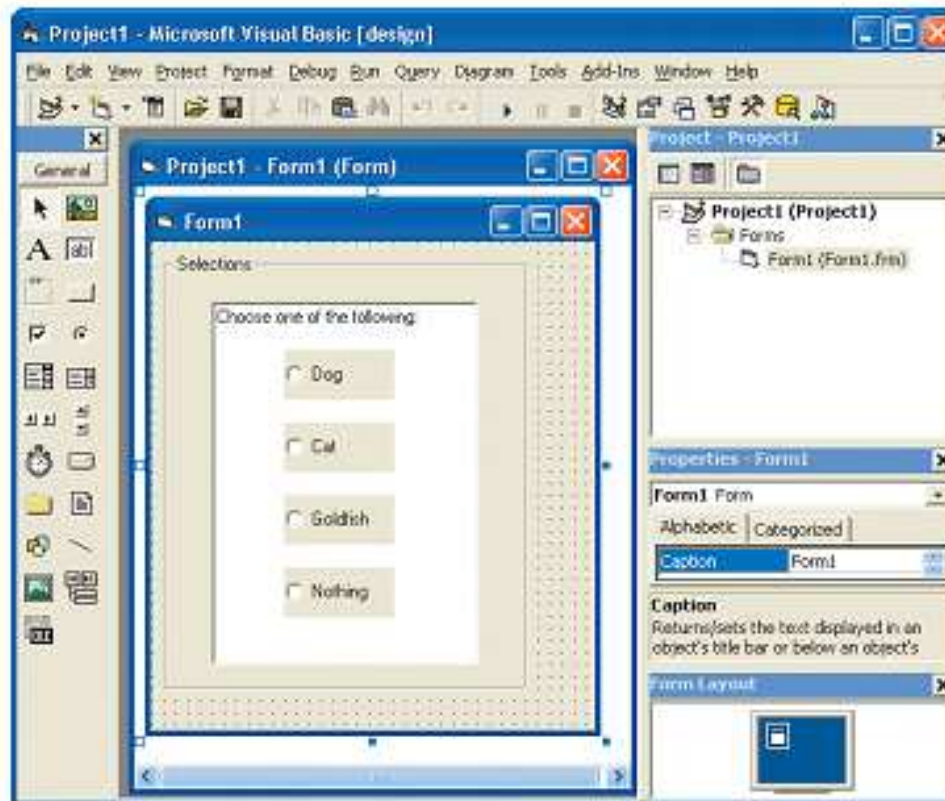 Project1 - Microsoft Visual Basic [design]
File Edit View Project Format Debug Run Query Diagram Tools Add-Ins Window Help
General
A
abl
OLE
Project1 - Form1 (Form)
Form1
Selections
Choose one of the following:
Dog
Cat
Goldfish
Nothing
Project - Project1
Project1 (Project1)
Forms
Form1 (Form1.frm)
Properties - Form1
Form1 Form
Alphabetic Categorized
Caption Form1
Caption
Returns/sets the text displayed in an
object's title bar or below an object's
Form Layout